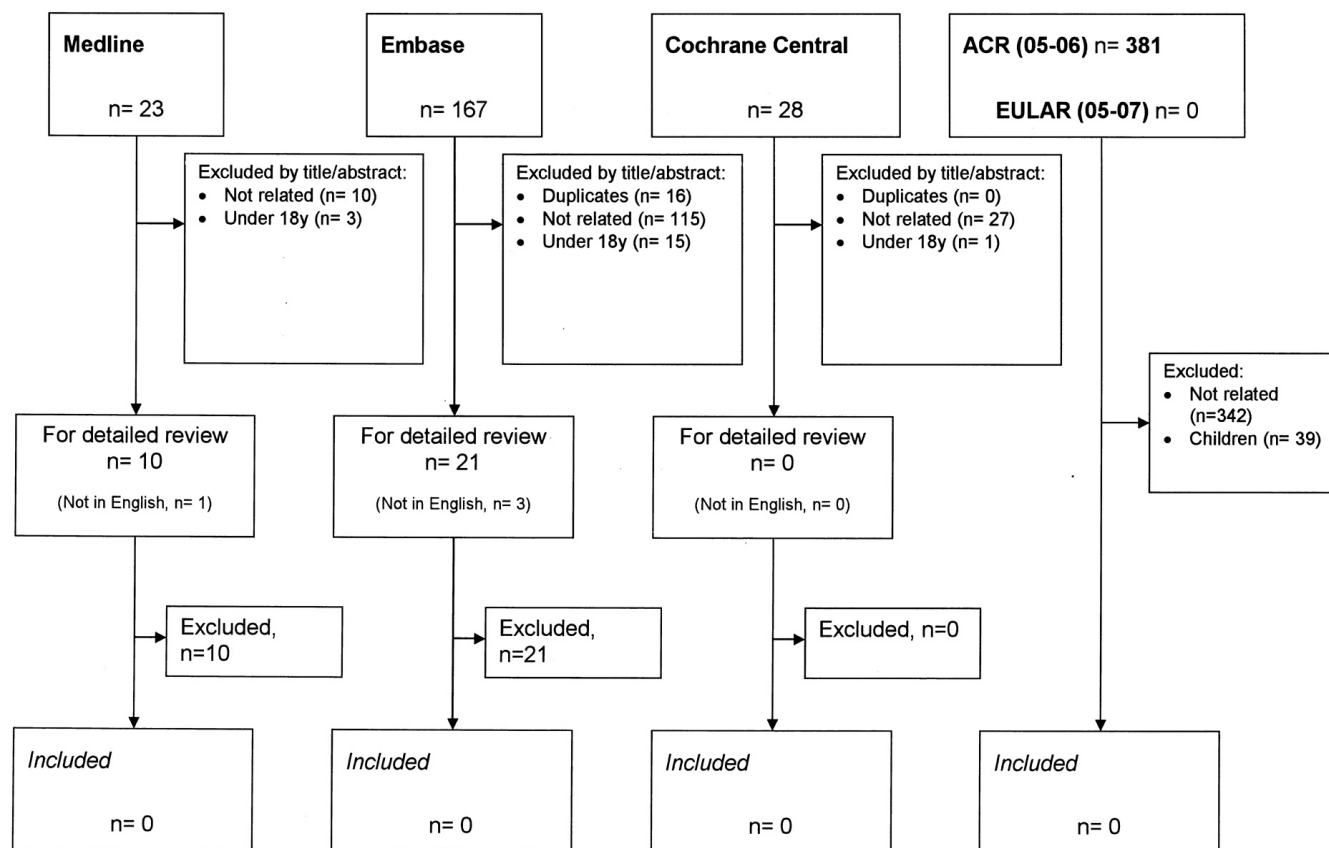 Medline
n= 23
Embase
n= 167
Cochrane Central
n= 28
ACR (05-06) n= 381
EULAR (05-07) n= 0
Excluded by title/abstract:
• Not related (n= 10)
• Under 18y (n= 3)
Excluded by title/abstract:
• Duplicates (n= 16)
• Not related (n= 115)
• Under 18y (n= 15)
Excluded by title/abstract:
• Duplicates (n= 0)
• Not related (n= 27)
• Under 18y (n= 1)
Excluded:
• Not related
(n=342)
• Children (n= 39)
For detailed review
n= 10
(Not in English, n= 1)
For detailed review
n= 21
(Not in English, n= 3)
For detailed review
n= 0
(Not in English, n= 0)
Excluded,
n=10
Excluded,
n=21
Excluded, n=0
Included
n= 0
Included
n= 0
Included
n= 0
Included
n= 0